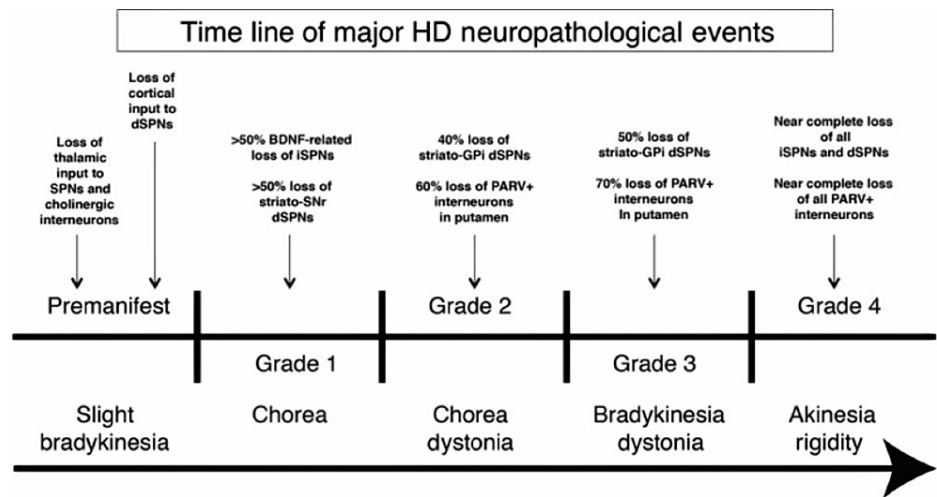 Time line of major HD neuropathological events
Loss of
thalamic
input to
SPNs and
cholinergic
interneurons
Loss of
cortical
input to
dSPNs
>50% BDNF-related
loss of iSPNs
>50% loss of
striato-SNr
dSPNs
40% loss of
striato-GPi dSPNs
60% loss of PARV+
interneurons
in putamen
50% loss of
striato-GPi dSPNs
70% loss of PARV+
interneurons
In putamen
Near complete loss
of all
iSPNs and dSPNs
Near complete loss
of all PARV+
interneurons
Premanifest
Grade 1
Grade 2
Grade 3
Grade 4
Slight
bradykinesia
Chorea
Chorea
dystonia
Bradykinesia
dystonia
Akinesia
rigidity